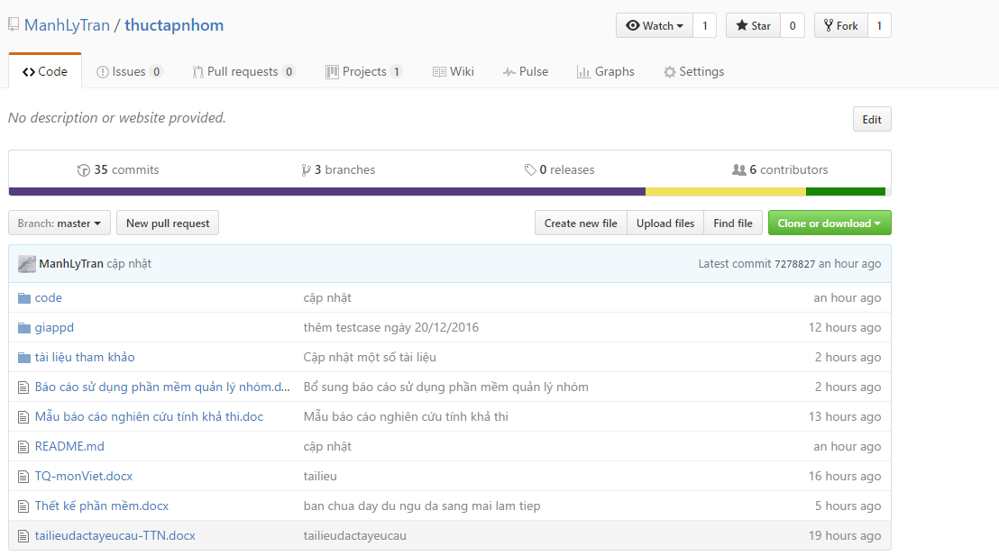 ManhLyTran / thuctapnhom
Watch 1 Star 0 Fork 1
Code Issues 0 Pull requests 0 Projects 1 Wiki Pulse Graphs Settings
No description or website provided. Edit
35 commits 3 branches 0 releases 6 contributors
Branch: master New pull request Create new file Upload files Find file Clone or download
ManhLyTran cập nhật Latest commit 7278827 an hour ago
code cập nhật an hour ago
giappd thêm testcase ngày 20/12/2016 12 hours ago
tài liệu tham khảo Cập nhật một số tài liệu 2 hours ago
Báo cáo sử dụng phần mềm quản lý nhóm.d... Bổ sung báo cáo sử dụng phần mềm quản lý nhóm 2 hours ago
Mẫu báo cáo nghiên cứu tính khả thi.doc Mẫu báo cáo nghiên cứu tính khả thi 13 hours ago
README.md cập nhật an hour ago
TQ-monViet.docx tailieu 16 hours ago
Thết kế phần mềm.docx ban chua day du ngu da sang mai lam tiep 5 hours ago
tailieudactayeucau-TTN.docx tailieudactayeucau 19 hours ago